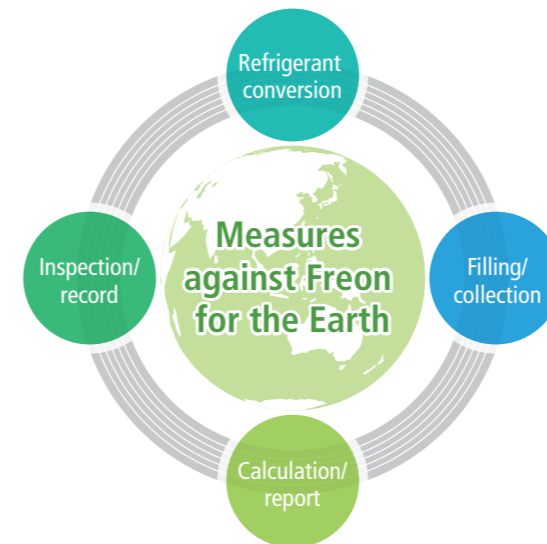 Refrigerant
conversion
Measures
against Freon
for the Earth
Inspection/
record
Filling/
collection
Calculation/
report